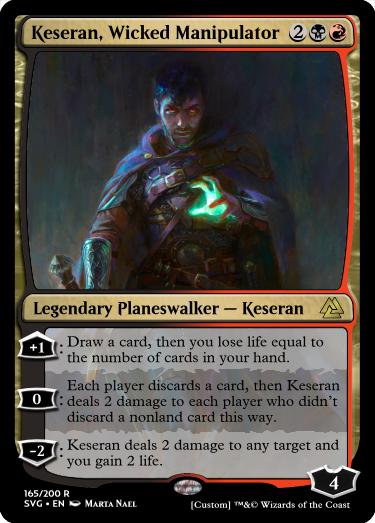 Keseran, Wicked Manipulator 2
Legendary Planeswalker — Keseran
+1: Draw a card, then you lose life equal to
the number of cards in your hand.
0: Each player discards a card, then Keseran
deals 2 damage to each player who didn't
discard a nonland card this way.
-2: Keseran deals 2 damage to any target and
you gain 2 life.
4
165/200 R
SVG • EN Marta Nael [Custom] ™&© Wizards of the Coast